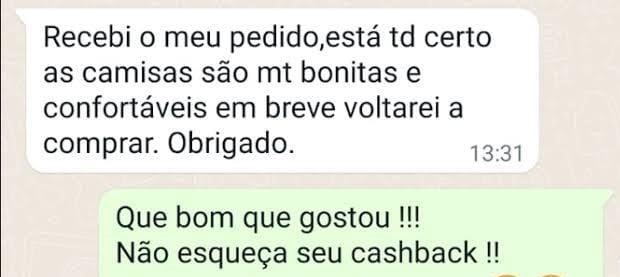 Recebi o meu pedido,está td certo
as camisas são mt bonitas e
confortáveis em breve voltarei a
comprar. Obrigado.
13:31
Que bom que gostou !!!
Não esqueça seu cashback !!